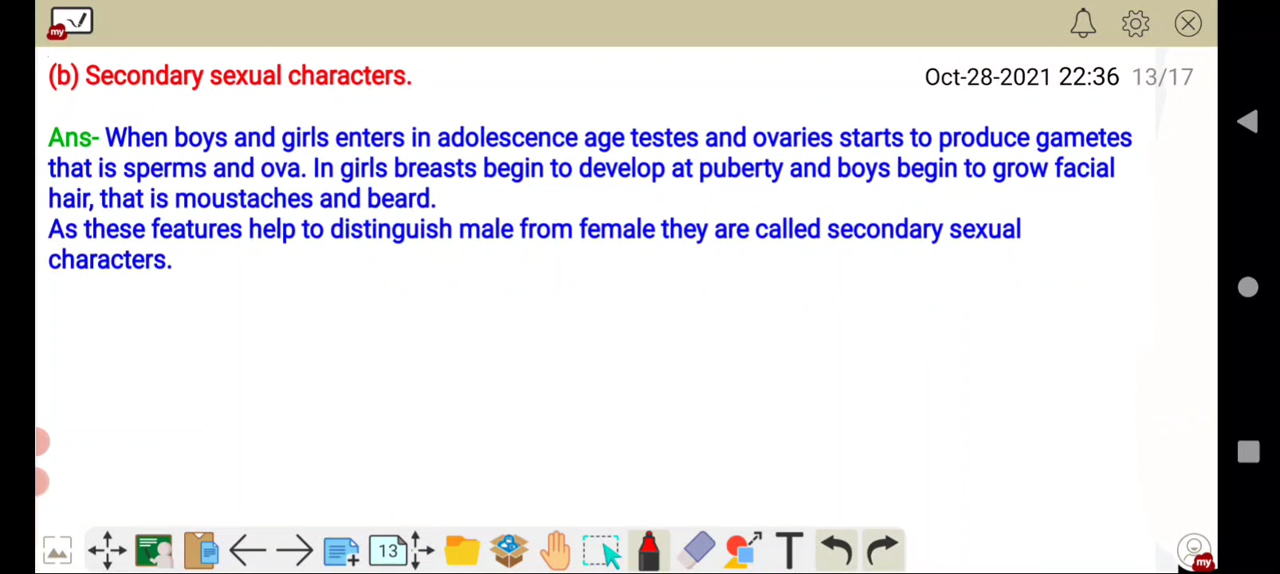 my
(b) Secondary sexual characters.
Oct-28-2021 22:36 13/17
Ans- When boys and girls enters in adolescence age testes and ovaries starts to produce gametes
that is sperms and ova. In girls breasts begin to develop at puberty and boys begin to grow facial
hair, that is moustaches and beard.
As these features help to distinguish male from female they are called secondary sexual
characters.
13
T
my